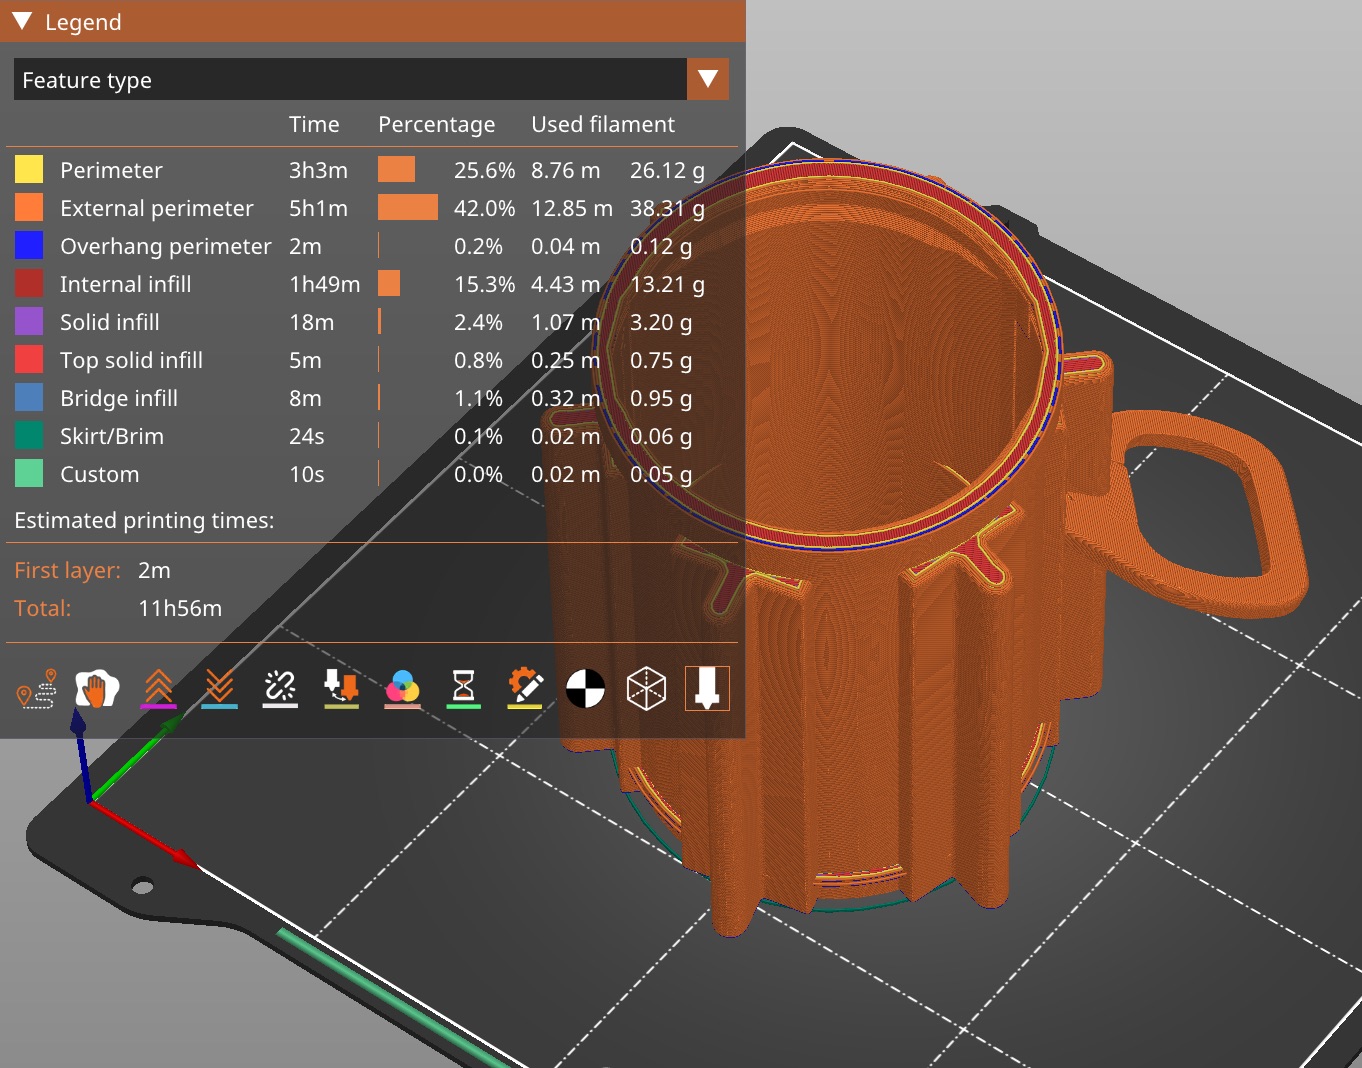 Legend
Feature type
Time Percentage Used filament
Perimeter 3h3m 25.6% 8.76 m 26.12 g
External perimeter 5h1m 42.0% 12.85 m 38.31 g
Overhang perimeter 2m 0.2% 0.04 m 0.12 g
Internal infill 1h49m 15.3% 4.43 m 13.21 g
Solid infill 18m 2.4% 1.07 m 3.20 g
Top solid infill 5m 0.8% 0.25 m 0.75 g
Bridge infill 8m 1.1% 0.32 m 0.95 g
Skirt/Brim 24s 0.1% 0.02 m 0.06 g
Custom 10s 0.0% 0.02 m 0.05 g
Estimated printing times:
First layer: 2m
Total: 11h56m